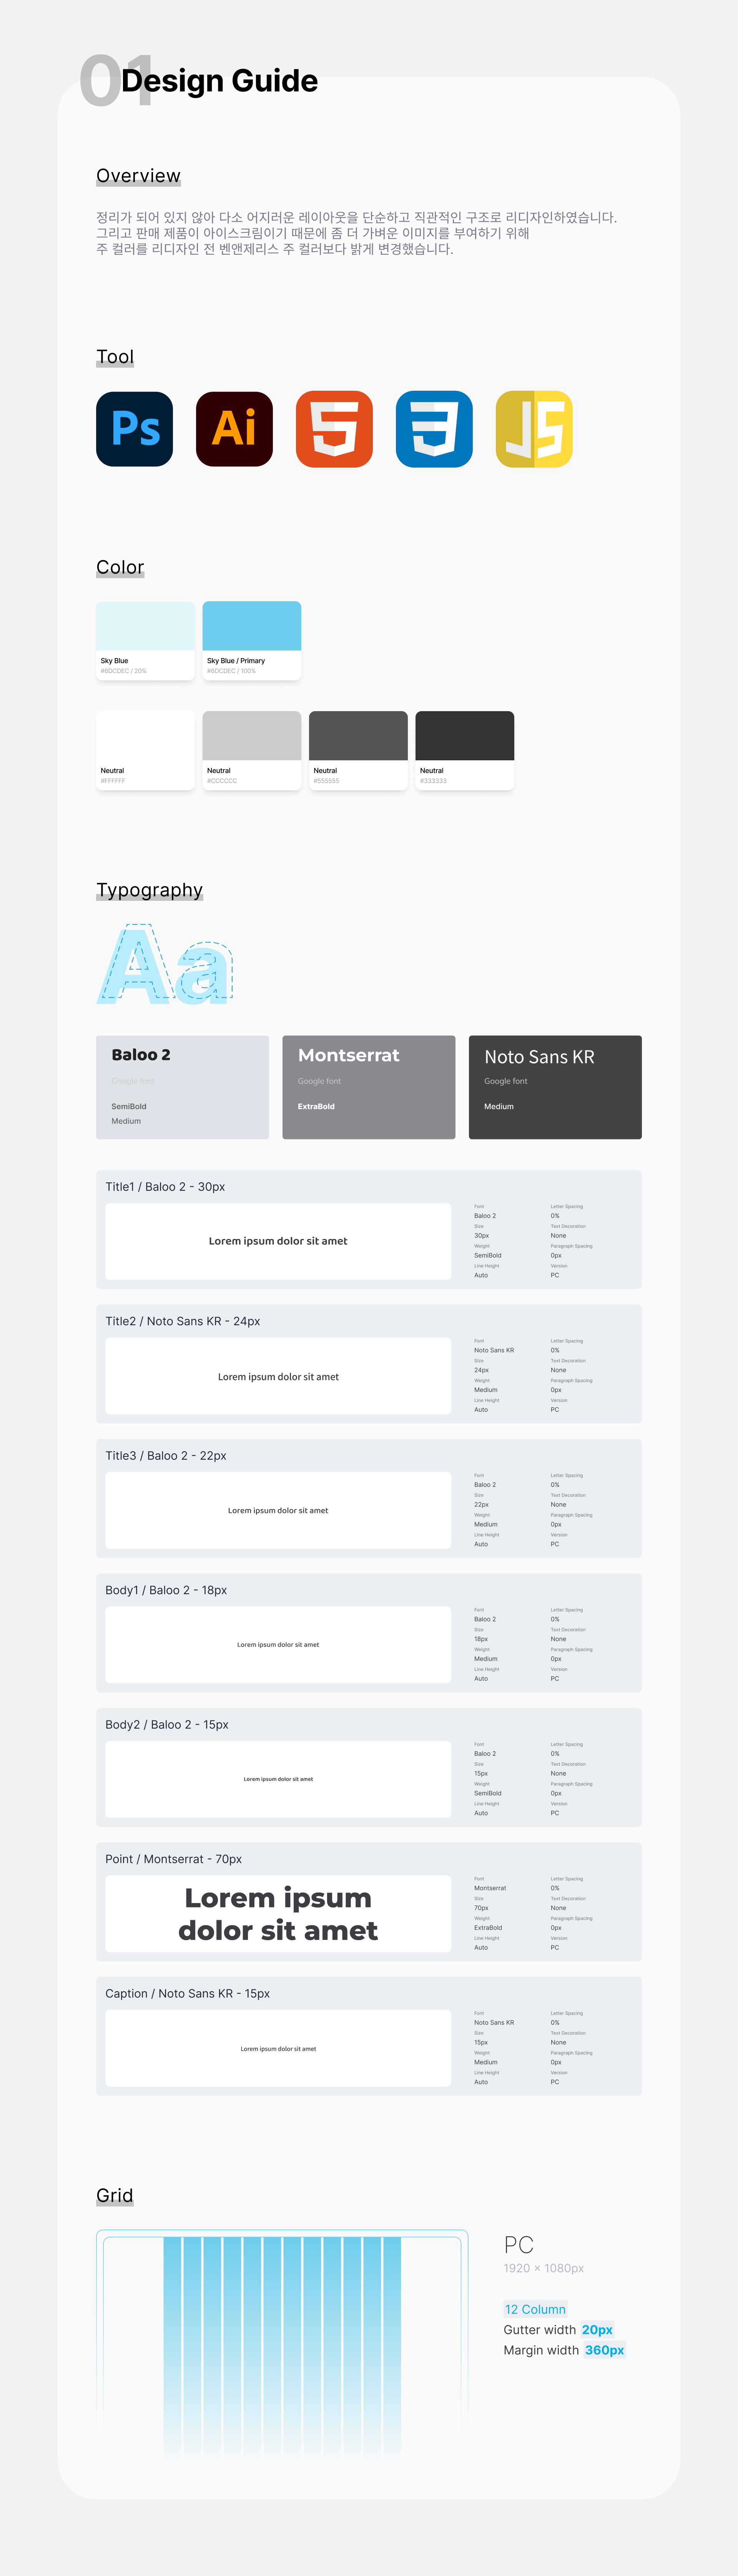 01
Design Guide
Overview
정리가 되어 있지 않아 다소 어지러운 레이아웃을 단순하고 직관적인 구조로 리디자인하였습니다.
그리고 판매 제품이 아이스크림이기 때문에 좀 더 가벼운 이미지를 부여하기 위해
주 컬러를 리디자인 전 벤앤제리스 주 컬러보다 밝게 변경했습니다.
Tool
Ps
Ai
5
3
JS
Color
Sky Blue
#6DCDEC / 20%
Sky Blue / Primary
#6DCDEC / 100%
Neutral
#FFFFFF
Neutral
#CCCCCC
Neutral
#555555
Neutral
#333333
Typography
Aa
Baloo 2
Google font
SemiBold
Medium
Montserrat
Google font
ExtraBold
Noto Sans KR
Google font
Medium
Title1 / Baloo 2 - 30px
Lorem ipsum dolor sit amet
Font
Baloo 2
Size
30px
Weight
SemiBold
Line Height
Auto
Letter Spacing
0%
Text Decoration
None
Paragraph Spacing
0px
Version
PC
Title2 / Noto Sans KR - 24px
Lorem ipsum dolor sit amet
Font
Noto Sans KR
Size
24px
Weight
Medium
Line Height
Auto
Letter Spacing
0%
Text Decoration
None
Paragraph Spacing
0px
Version
PC
Title3 / Baloo 2 - 22px
Lorem ipsum dolor sit amet
Font
Baloo 2
Size
22px
Weight
Medium
Line Height
Auto
Letter Spacing
0%
Text Decoration
None
Paragraph Spacing
0px
Version
PC
Body1 / Baloo 2 - 18px
Lorem ipsum dolor sit amet
Font
Baloo 2
Size
18px
Weight
Medium
Line Height
Auto
Letter Spacing
0%
Text Decoration
None
Paragraph Spacing
0px
Version
PC
Body2 / Baloo 2 - 15px
Lorem ipsum dolor sit amet
Font
Baloo 2
Size
15px
Weight
SemiBold
Line Height
Auto
Letter Spacing
0%
Text Decoration
None
Paragraph Spacing
0px
Version
PC
Point / Montserrat - 70px
Lorem ipsum
dolor sit amet
Font
Montserrat
Size
70px
Weight
ExtraBold
Line Height
Auto
Letter Spacing
0%
Text Decoration
None
Paragraph Spacing
0px
Version
PC
Caption / Noto Sans KR - 15px
Lorem ipsum dolor sit amet
Font
Noto Sans KR
Size
15px
Weight
Medium
Line Height
Auto
Letter Spacing
0%
Text Decoration
None
Paragraph Spacing
0px
Version
PC
Grid
PC
1920 × 1080px
12 Column
Gutter width 20px
Margin width 360px